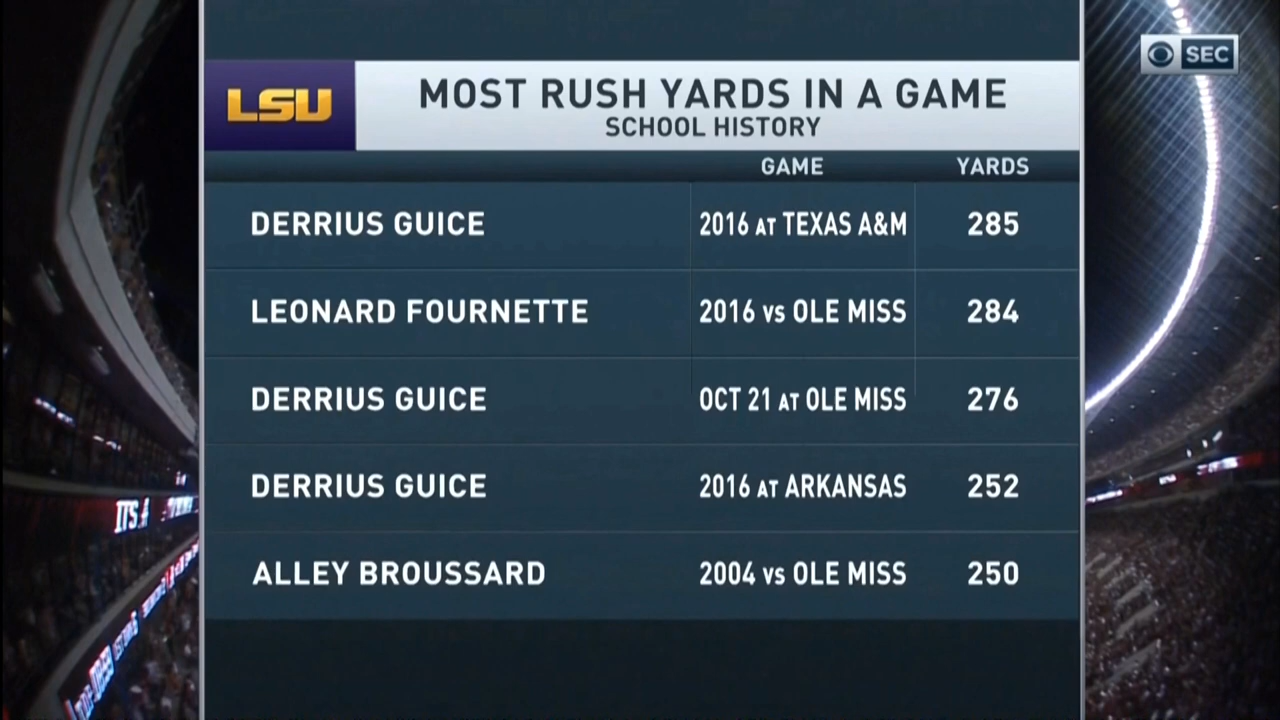 CBS SEC
LSU
MOST RUSH YARDS IN A GAME
SCHOOL HISTORY
GAME YARDS
DERRIUS GUICE 2016 AT TEXAS A&M 285
LEONARD FOURNETTE 2016 vs OLE MISS 284
DERRIUS GUICE OCT 21 AT OLE MISS 276
DERRIUS GUICE 2016 AT ARKANSAS 252
ALLEY BROUSSARD 2004 vs OLE MISS 250
ITS A